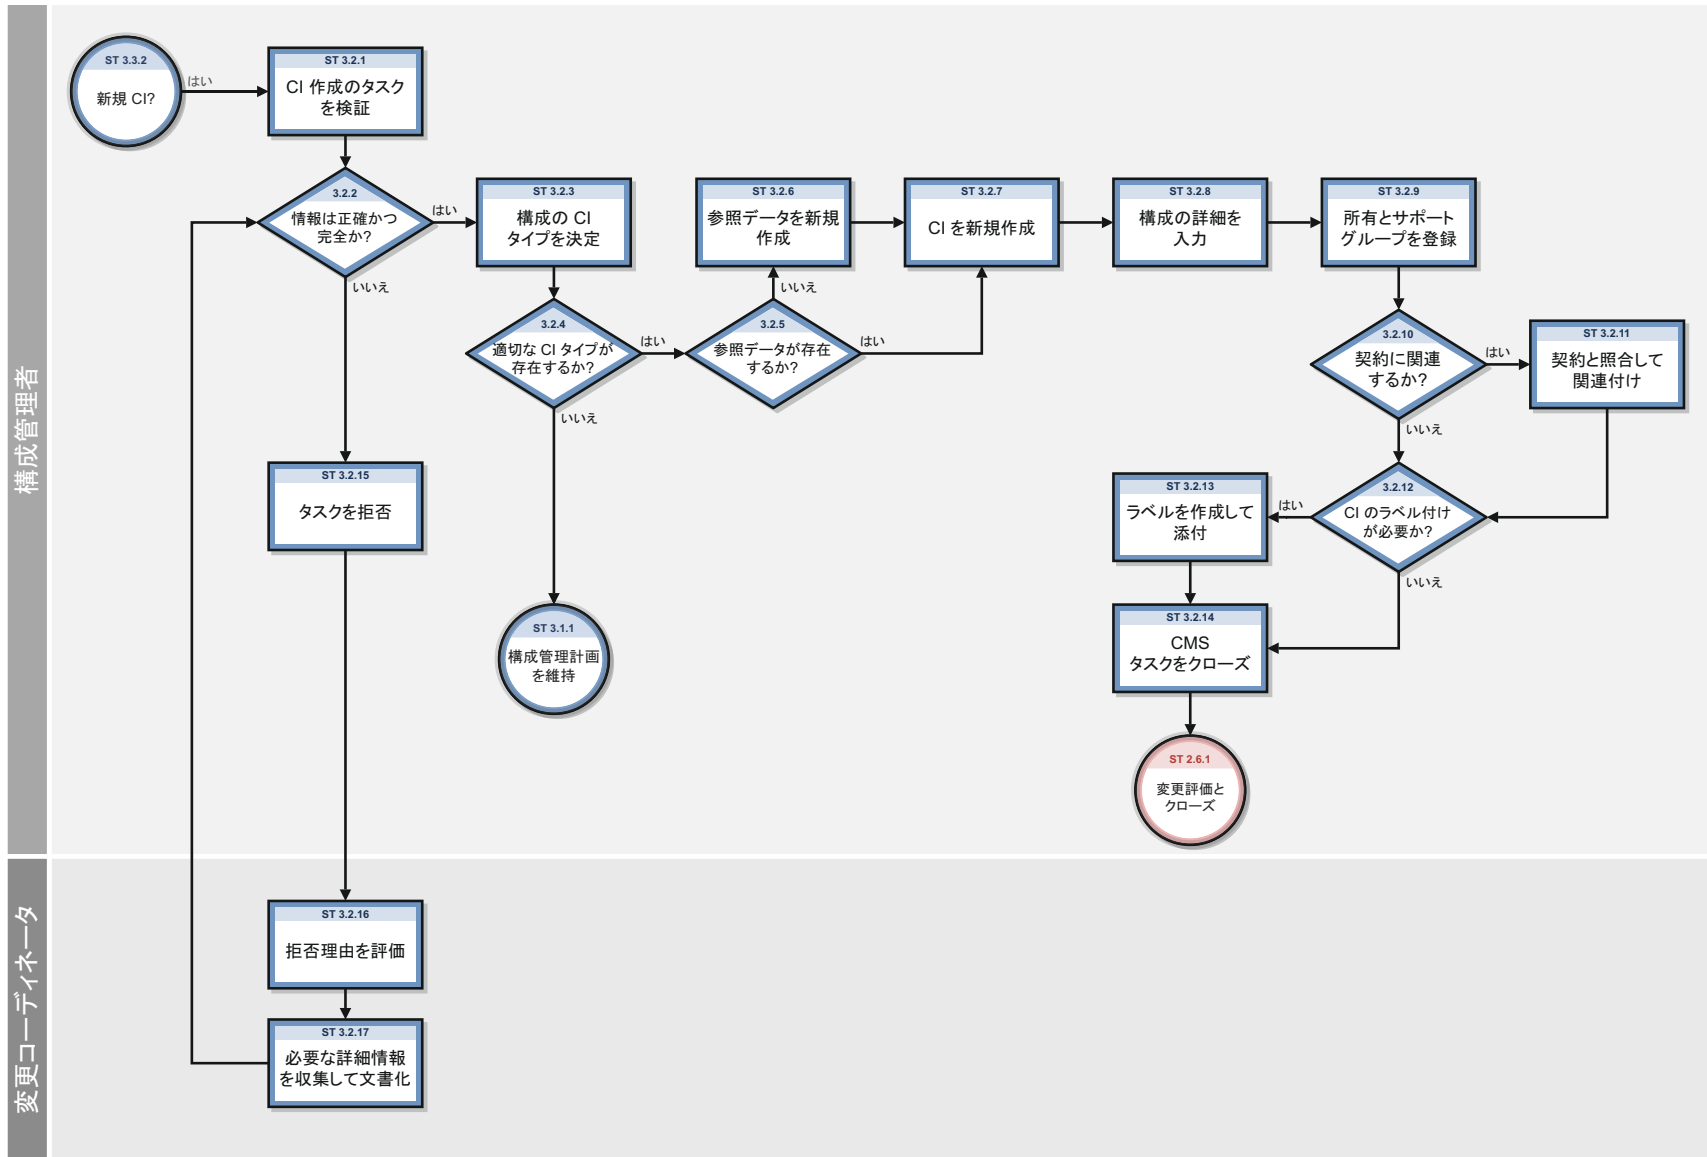 構成管理者
ST 3.3.2
新規 CI?
はい
ST 3.2.1
CI 作成のタスク
を検証
3.2.2
情報は正確かつ
完全か?
はい
いいえ
ST 3.2.3
構成の CI
タイプを決定
3.2.4
適切な CI タイプが
存在するか?
はい
いいえ
ST 3.2.6
参照データを新規
作成
いいえ
3.2.5
参照データが存在
するか?
はい
ST 3.2.7
CI を新規作成
ST 3.2.8
構成の詳細を
入力
ST 3.2.9
所有とサポート
グループを登録
3.2.10
契約に関連
するか?
はい
いいえ
ST 3.2.11
契約と照合して
関連付け
3.2.12
CI のラベル付け
が必要か?
はい
いいえ
ST 3.2.13
ラベルを作成して
添付
ST 3.2.14
CMS
タスクをクローズ
ST 2.6.1
変更評価と
クローズ
ST 3.1.1
構成管理計画
を維持
ST 3.2.15
タスクを拒否
変更コーディネータ
ST 3.2.16
拒否理由を評価
ST 3.2.17
必要な詳細情報
を収集して文書化